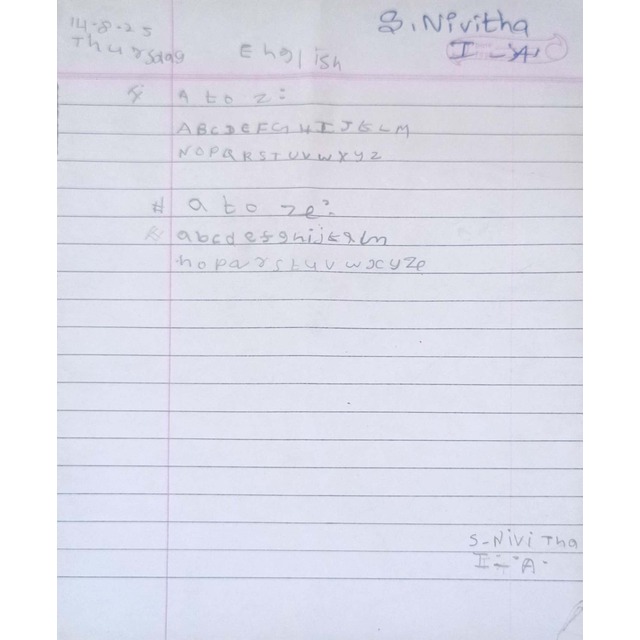 14-8-25
S. Nivitha
Thursday
English
I - "A"
A to Z:
ABCDEFGHIJKLM
NOPQRSTUVWXYZ
# a to ze:
abcdefghijklm
nopqrstuvwxyze
S-Nivi Tha
I - "A"